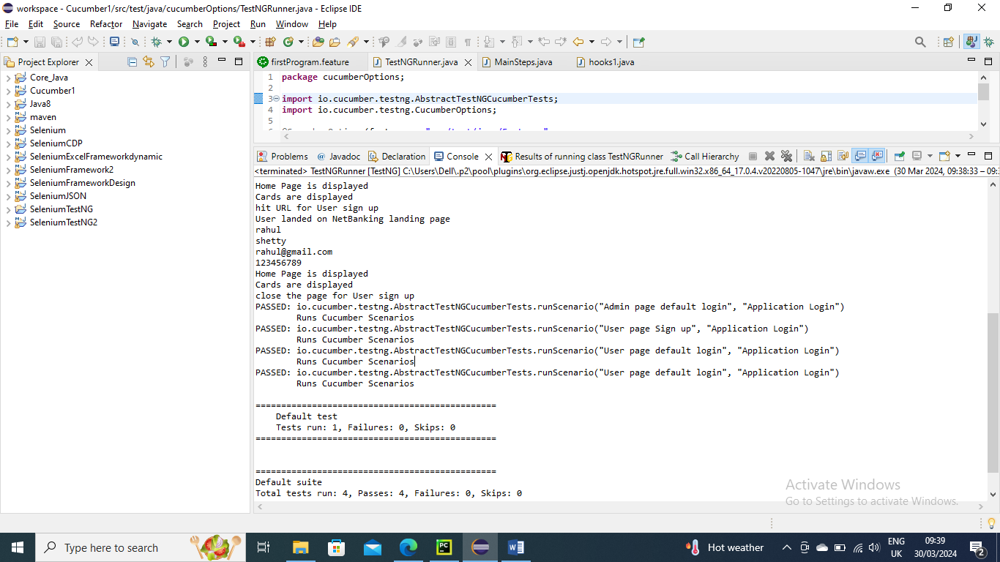 workspace - Cucumber1/src/test/java/cucumberOptions/TestNGRunner.java - Eclipse IDE
File Edit Source Refactor Navigate Search Project Run Window Help
Project Explorer
Core_Java
Cucumber1
Java8
maven
Selenium
SeleniumCDP
SeleniumExcelFrameworkdynamic
SeleniumFramework2
SeleniumFrameworkDesign
SeleniumJSON
SeleniumTestNG
SeleniumTestNG2
firstProgram.feature TestNGRunner.java MainSteps.java hooks1.java
1 package cucumberOptions;
2
3 import io.cucumber.testng.AbstractTestNGCucumberTests;
4 import io.cucumber.testng.CucumberOptions;
5
Problems Javadoc Declaration Console Results of running class TestNGRunner Call Hierarchy
<terminated> TestNGRunner [TestNG] C:\Users\Dell\.p2\pool\plugins\org.eclipse.justj.openjdk.hotspot.jre.full.win32.x86_64_17.0.4.v20220805-1047\jre\bin\javaw.exe (30 Mar 2024, 09:38:33 – 09:3
Home Page is displayed
Cards are displayed
hit URL for User sign up
User landed on NetBanking landing page
rahul
shetty
rahul@gmail.com
123456789
Home Page is displayed
Cards are displayed
close the page for User sign up
PASSED: io.cucumber.testng.AbstractTestNGCucumberTests.runScenario("Admin page default login", "Application Login")
Runs Cucumber Scenarios
PASSED: io.cucumber.testng.AbstractTestNGCucumberTests.runScenario("User page Sign up", "Application Login")
Runs Cucumber Scenarios
PASSED: io.cucumber.testng.AbstractTestNGCucumberTests.runScenario("User page default login", "Application Login")
Runs Cucumber Scenarios
PASSED: io.cucumber.testng.AbstractTestNGCucumberTests.runScenario("User page default login", "Application Login")
Runs Cucumber Scenarios
===============================================
Default test
Tests run: 1, Failures: 0, Skips: 0
===============================================
===============================================
Default suite
Total tests run: 4, Passes: 4, Failures: 0, Skips: 0
Activate Windows
Go to Settings to activate Windows.
Type here to search
PC
Hot weather
ENG
UK
09:39
30/03/2024
2